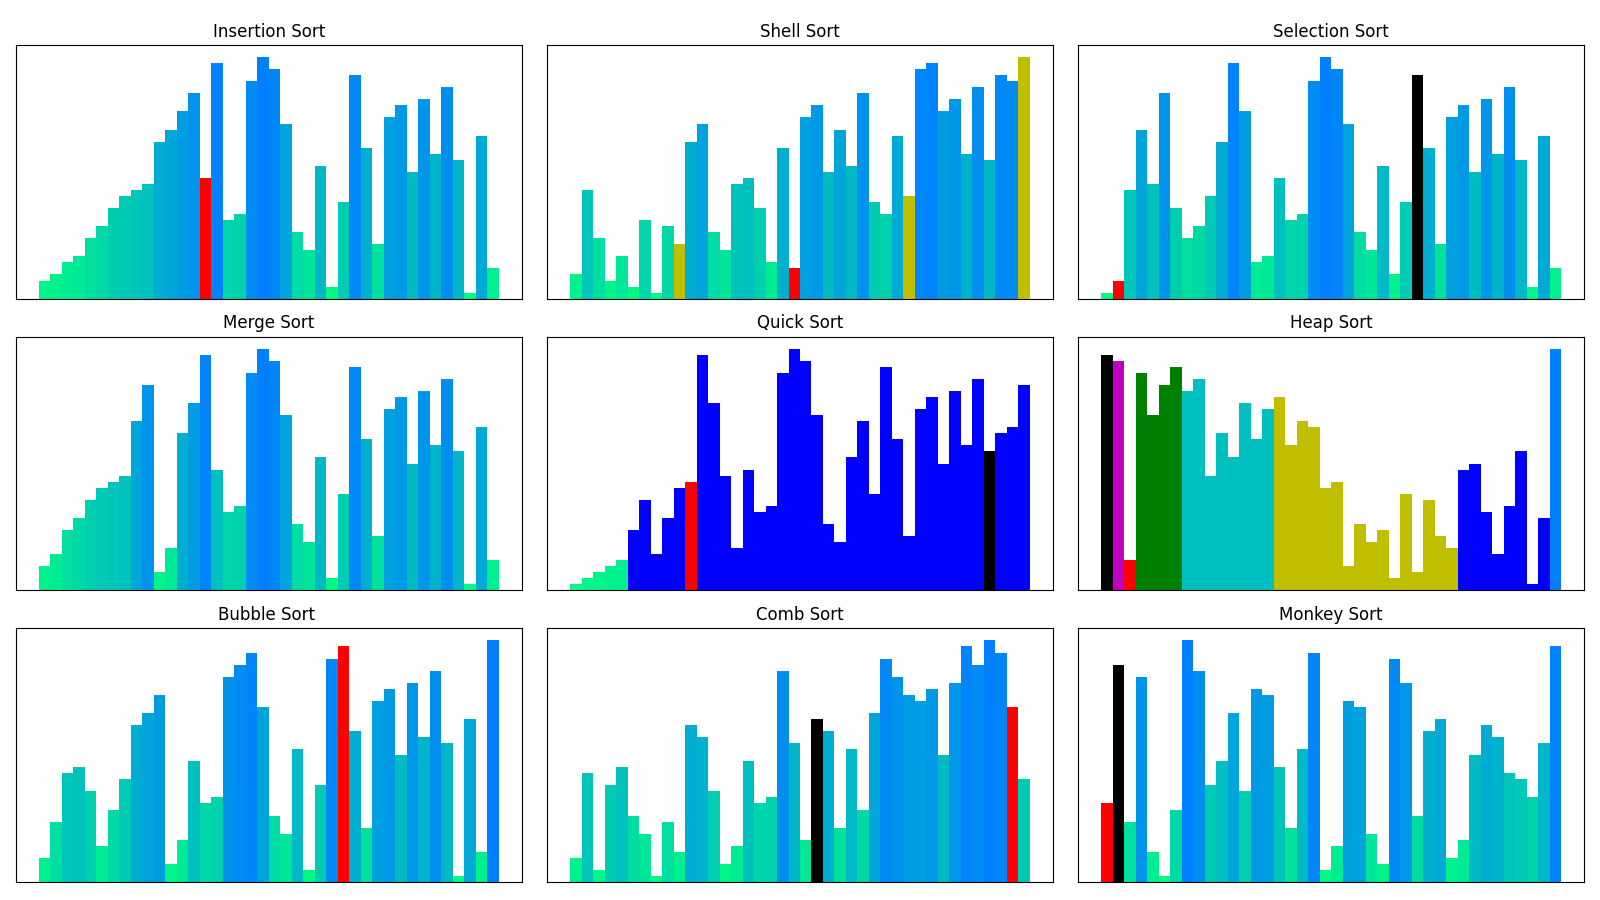 Insertion Sort
Shell Sort
Selection Sort
Merge Sort
Quick Sort
Heap Sort
Bubble Sort
Comb Sort
Monkey Sort